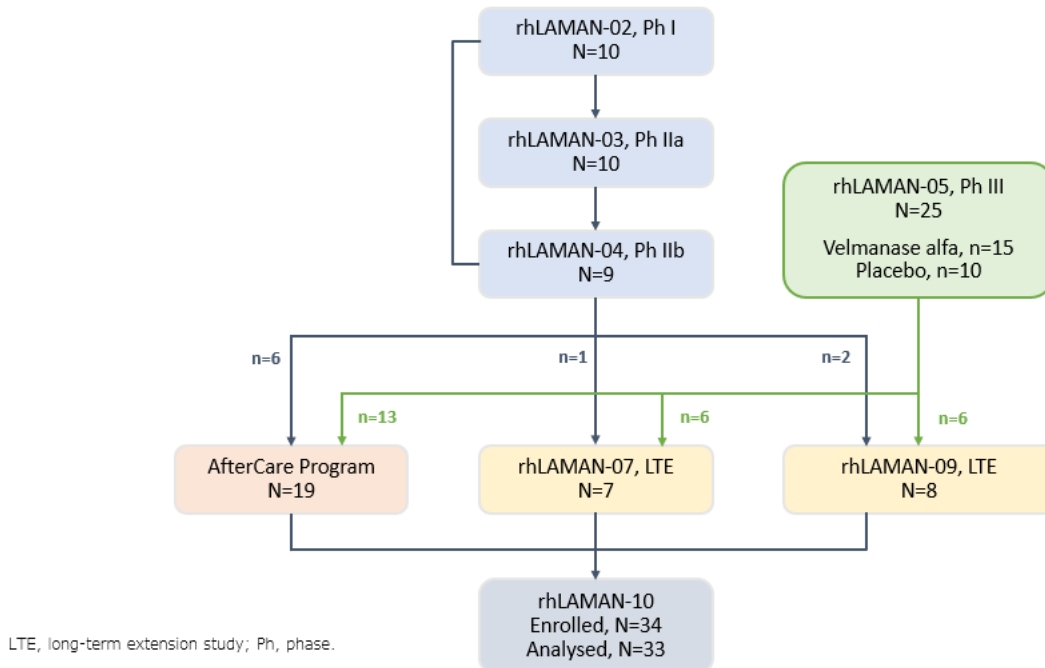 rhLAMAN-02, Ph I
N=10
rhLAMAN-03, Ph IIa
N=10
rhLAMAN-05, Ph III
N=25
Velmanase alfa, n=15
Placebo, n=10
rhLAMAN-04, Ph IIb
N=9
n=6
n=1
n=2
n=13
n=6
n=6
AfterCare Program
N=19
rhLAMAN-07, LTE
N=7
rhLAMAN-09, LTE
N=8
rhLAMAN-10
Enrolled, N=34
Analysed, N=33
LTE, long-term extension study; Ph, phase.